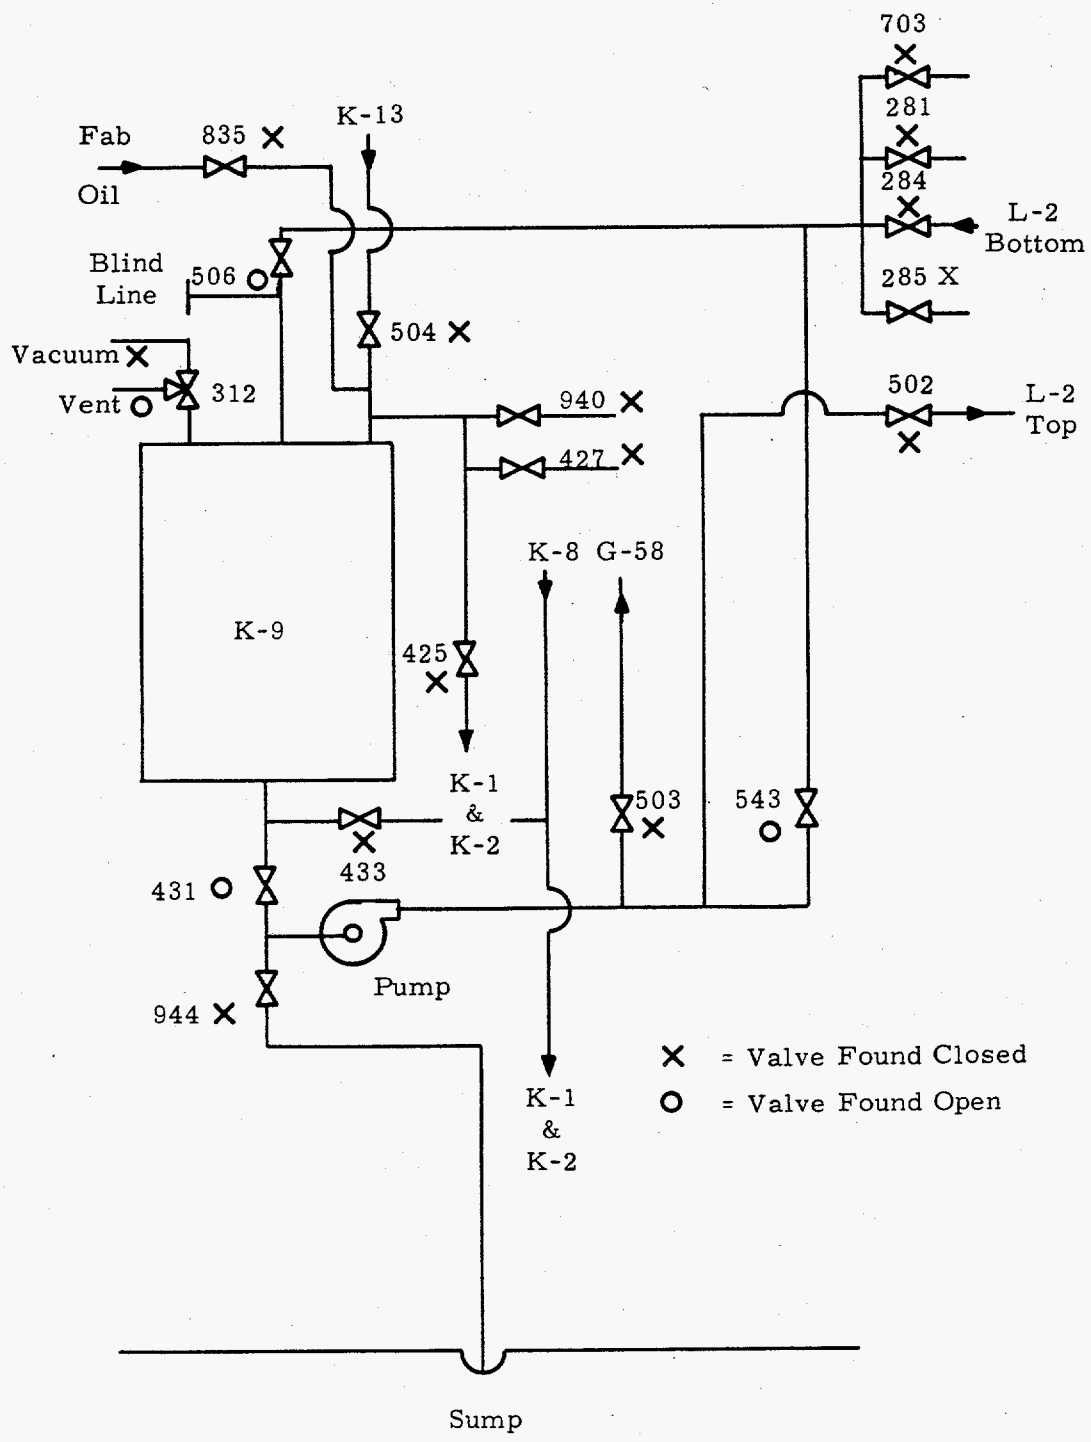 703
281
284
L-2
Bottom
285 X
Fab
Oil
835
K-13
Blind
Line
506
504
Vacuum
Vent
312
502
L-2
Top
940
427
K-8 G-58
K-9
425
K-1
&
K-2
503
543
433
431
Pump
944
K-1
&
K-2
= Valve Found Closed
= Valve Found Open
Sump